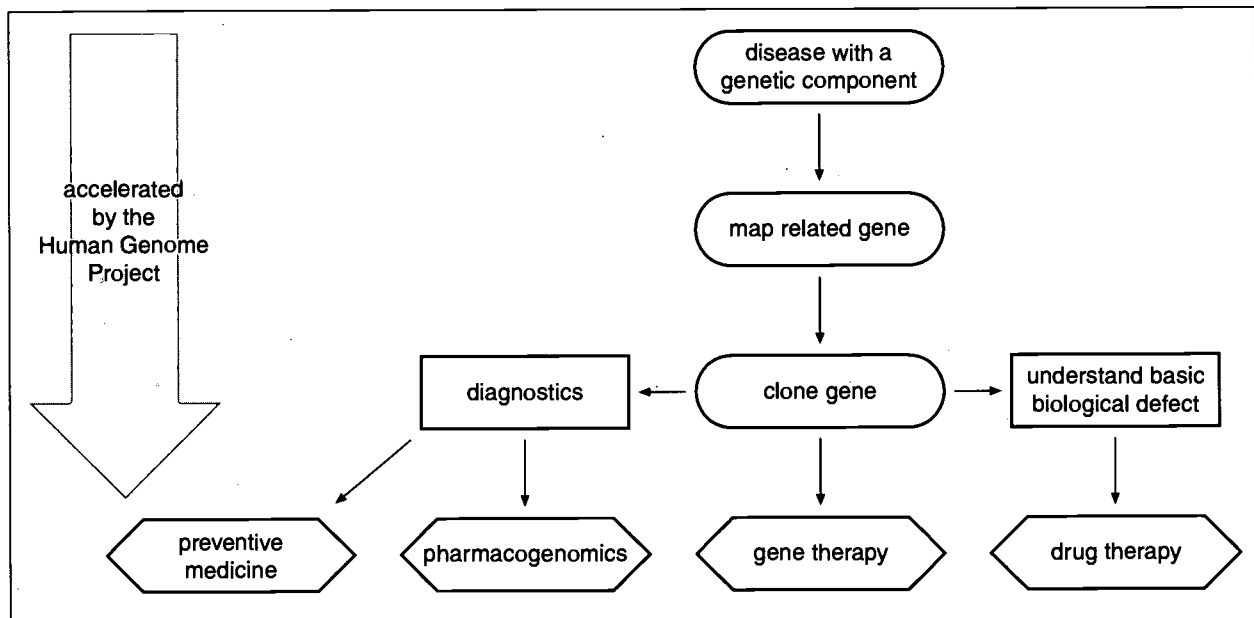 disease with a
genetic component
accelerated
by the
Human Genome
Project
map related gene
diagnostics
clone gene
understand basic
biological defect
preventive
medicine
pharmacogenomics
gene therapy
drug therapy